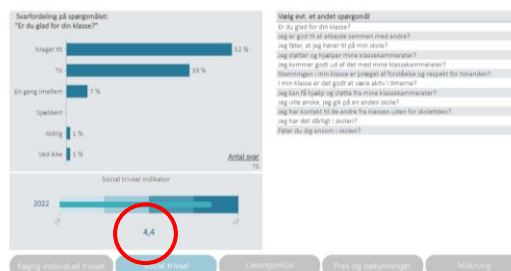 Svarfordeling på spørgsmålet:
"Er du glad for din klasse?"
Meget tit
52 %
Tit
39 %
En gang imellem
7 %
Sjældent
Aldrig
1 %
Ved ikke
1 %
Antal svar
76
Social trivsel indikator
2022
4,4
Vælg evt. et andet spørgsmål
Er du glad for din klasse?
Jeg er god til at arbejde sammen med andre?
Jeg føler, at jeg hører til på min skole?
Jeg støtter og hjælper mine klassekammerater?
Jeg kommer godt ud af det med mine klassekammerater?
Stemningen i min klasse er præget af forståelse og respekt for hinanden?
I min klasse er det godt at være aktiv i timerne?
Jeg kan få hjælp og støtte fra mine klassekammerater?
Jeg ville ønske, jeg gik på en anden skole?
Jeg har kontakt til de andre fra klassen uden for skoletiden?
Jeg har det dårligt i skolen?
Føler du dig ensom i skolen?
Faglig individuel trivsel
Social trivsel
Læringsmiljø
Pres og bekymringer
Mobning